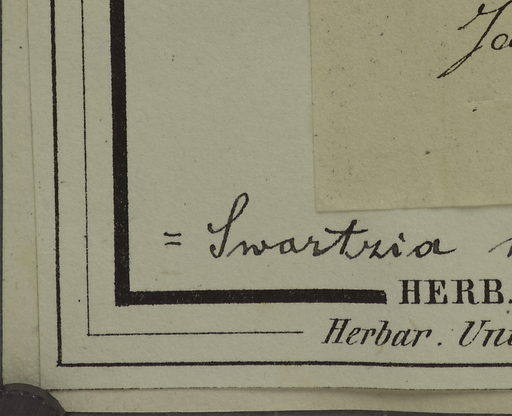 = Swartzia
HERB.
Herbar. Uni